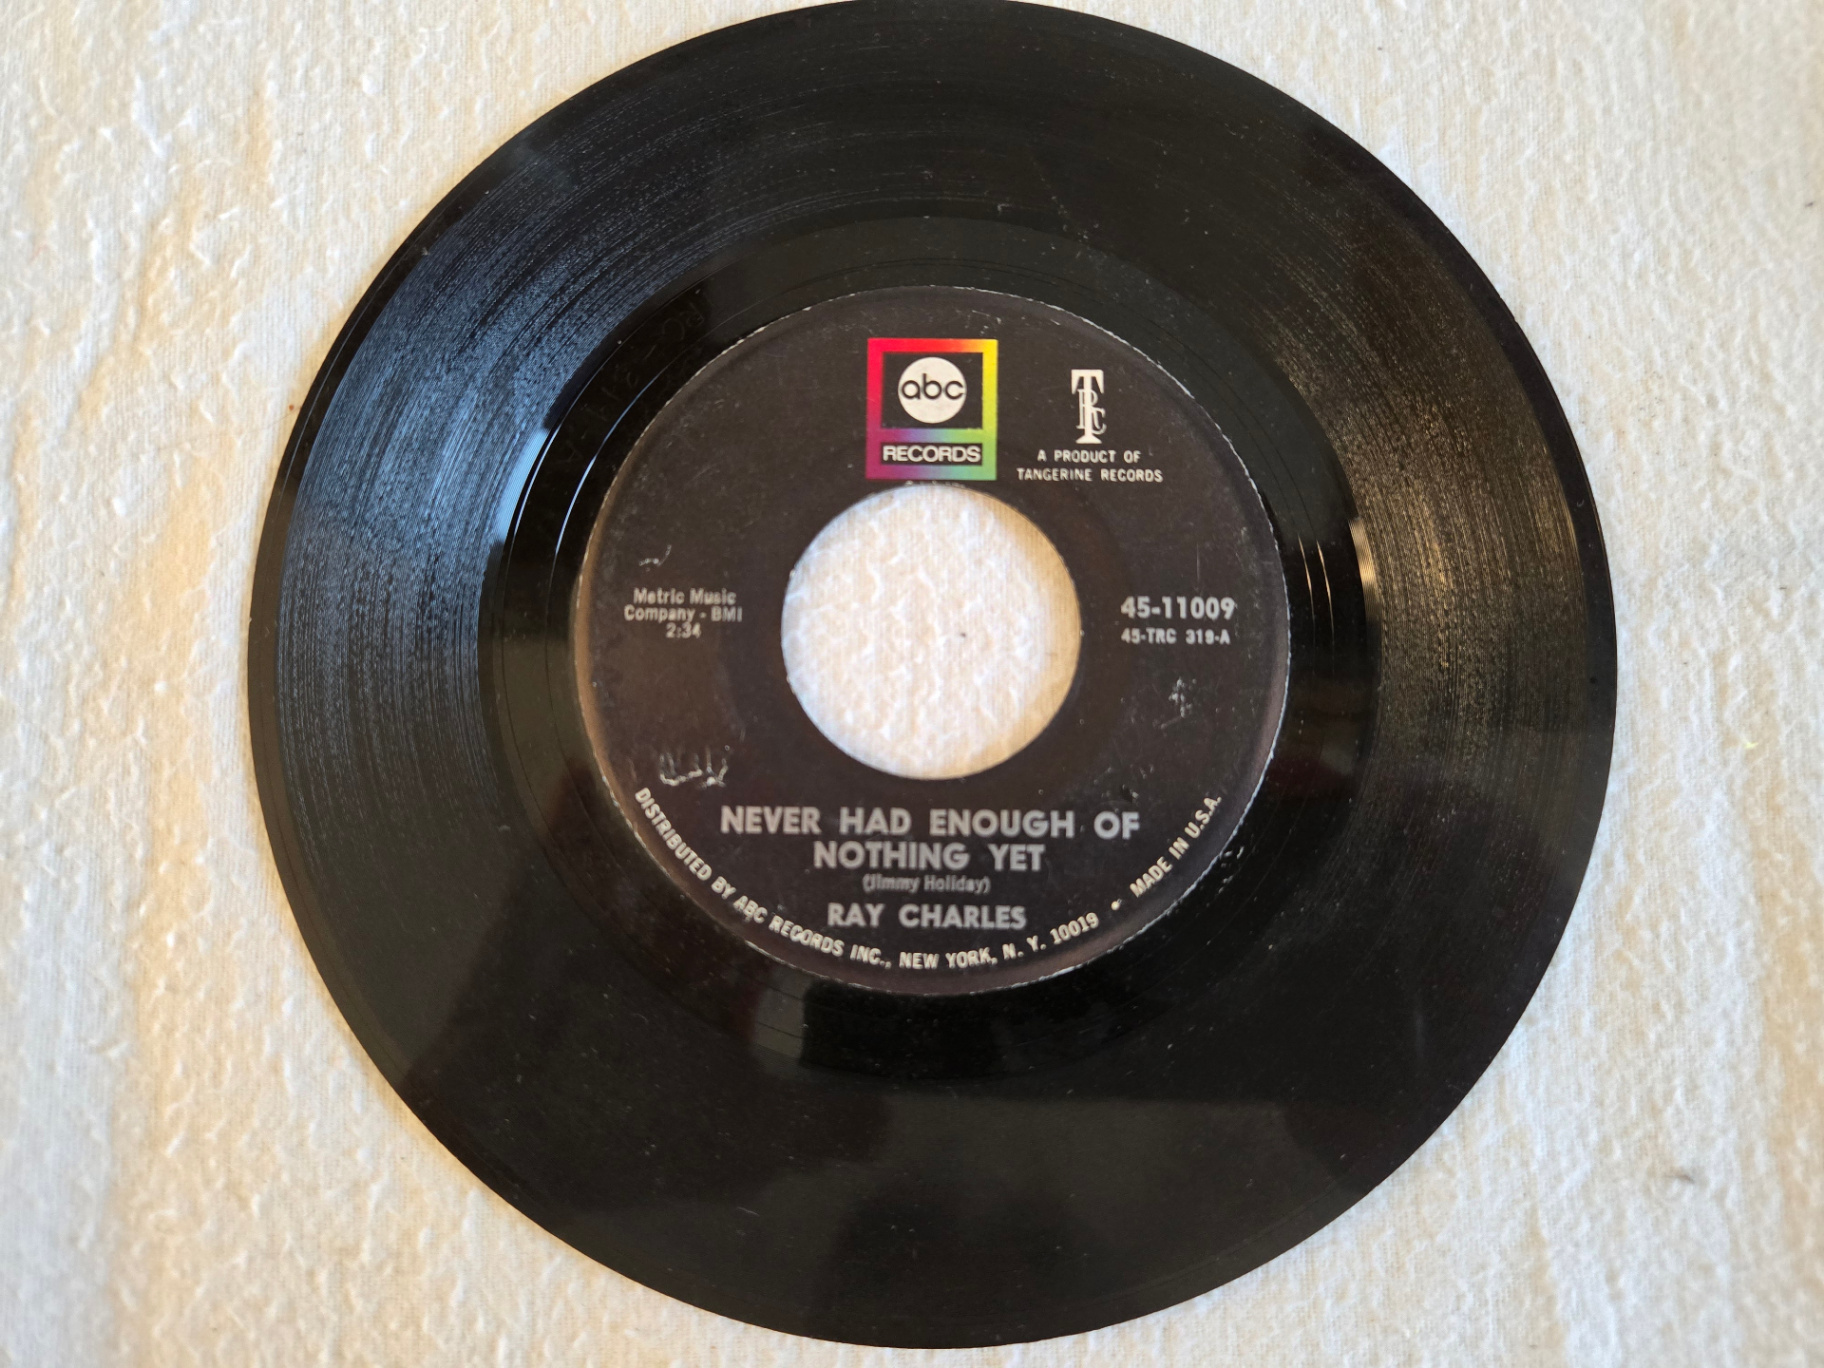 abc
RECORDS
TRC
A PRODUCT OF
TANGERINE RECORDS
Metric Music
Company - BMI
2:34
45-11009
45-TRC 319-A
NEVER HAD ENOUGH OF
NOTHING YET
(Jimmy Holiday)
RAY CHARLES
DISTRIBUTED BY ABC RECORDS INC., NEW YORK, N. Y. 10019 • MADE IN U.S.A.